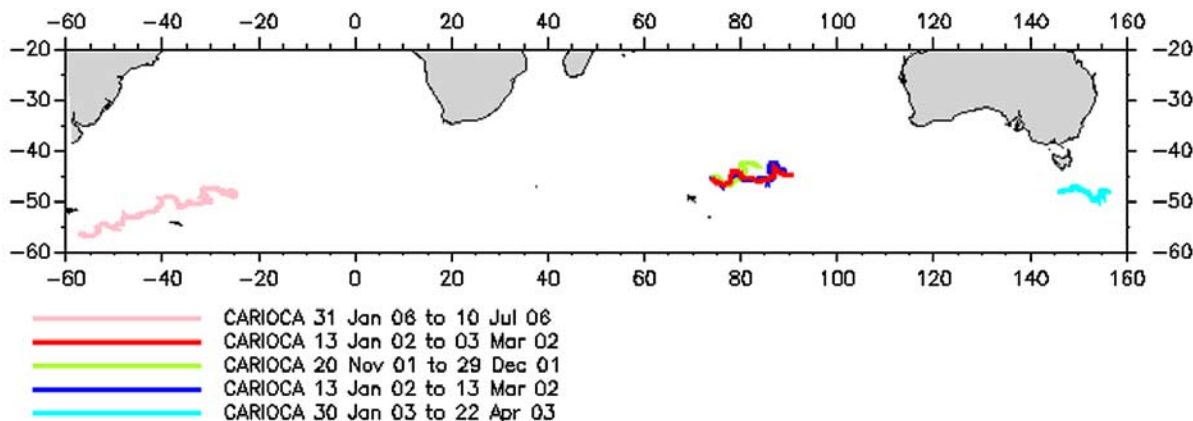 −60 −40 −20 0 20 40 60 80 100 120 140 160
−20 −20
−30 −30
−40 −40
−50 −50
−60 −60
−60 −40 −20 0 20 40 60 80 100 120 140 160
CARIOCA 31 Jan 06 to 10 Jul 06
CARIOCA 13 Jan 02 to 03 Mar 02
CARIOCA 20 Nov 01 to 29 Dec 01
CARIOCA 13 Jan 02 to 13 Mar 02
CARIOCA 30 Jan 03 to 22 Apr 03